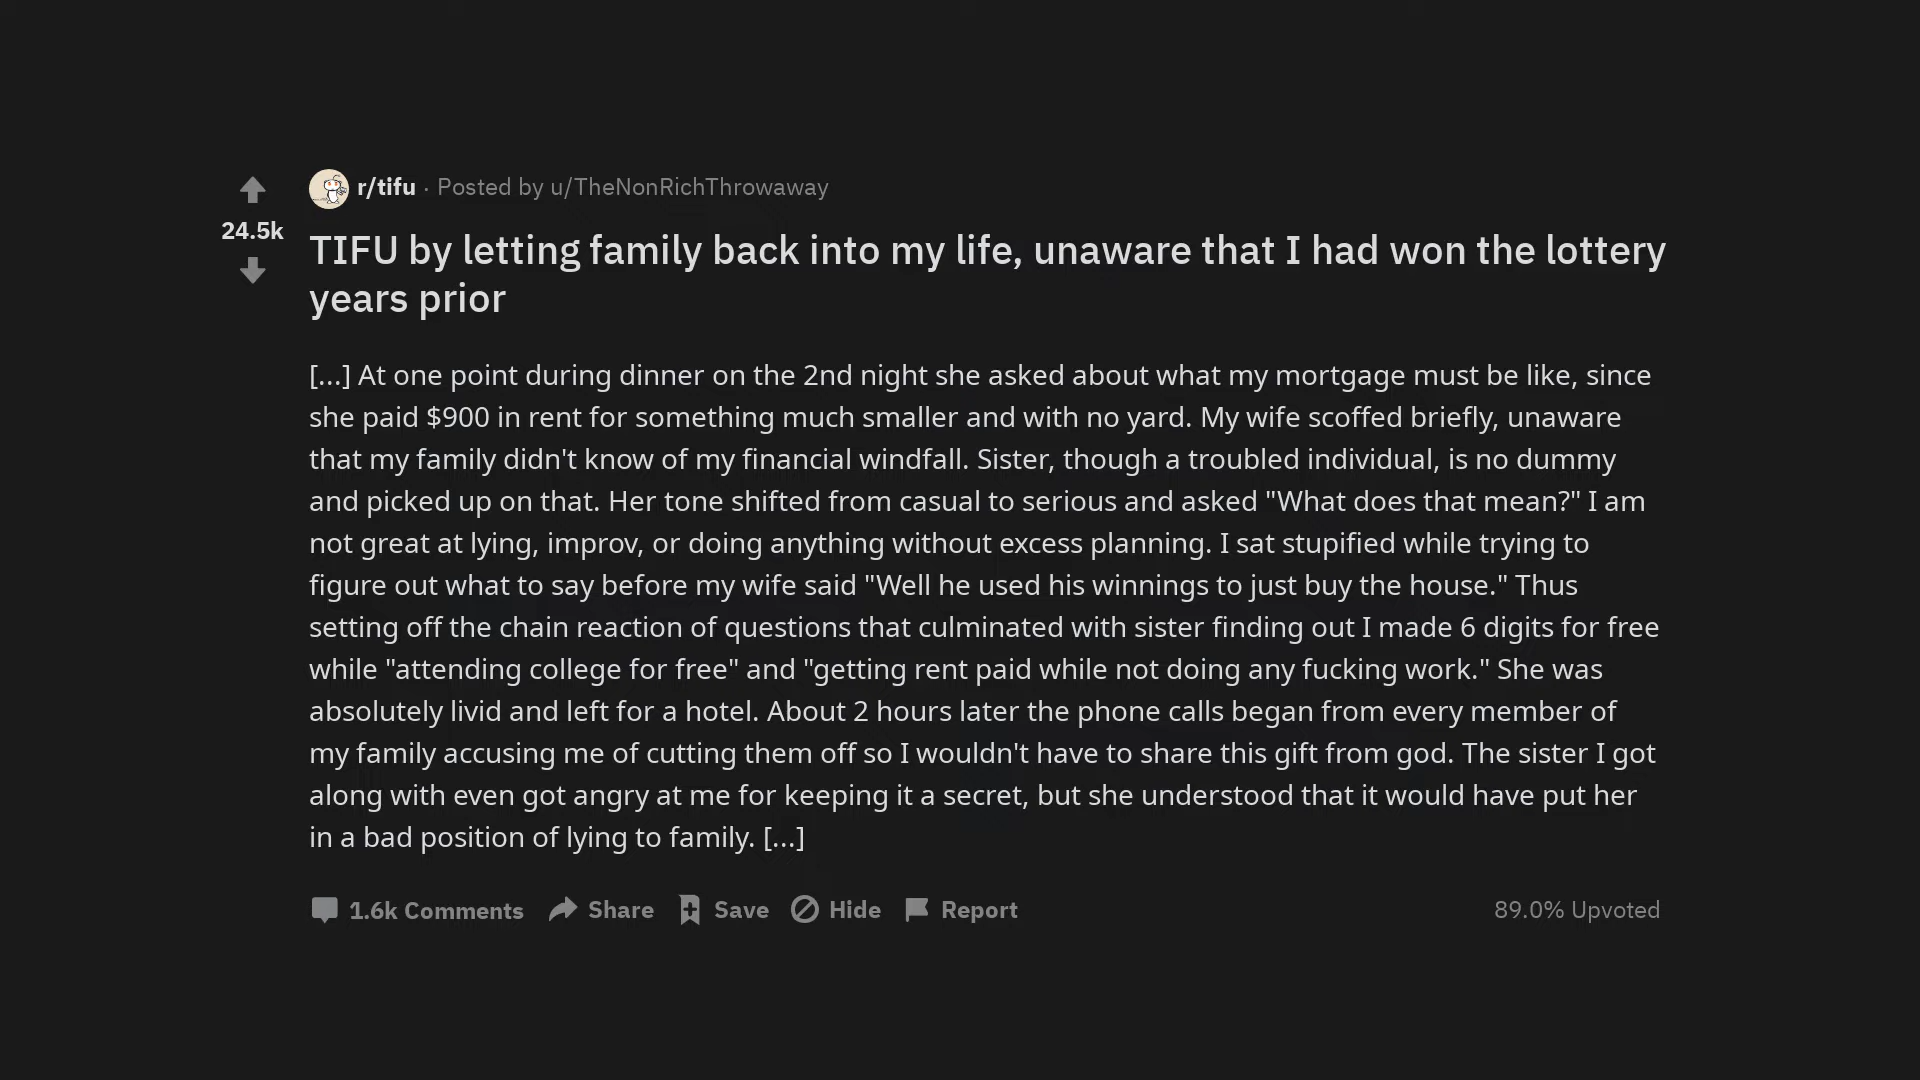 r/tifu · Posted by u/TheNonRichThrowaway
24.5k
TIFU by letting family back into my life, unaware that I had won the lottery
years prior
[...] At one point during dinner on the 2nd night she asked about what my mortgage must be like, since
she paid $900 in rent for something much smaller and with no yard. My wife scoffed briefly, unaware
that my family didn't know of my financial windfall. Sister, though a troubled individual, is no dummy
and picked up on that. Her tone shifted from casual to serious and asked "What does that mean?" I am
not great at lying, improv, or doing anything without excess planning. I sat stupified while trying to
figure out what to say before my wife said "Well he used his winnings to just buy the house." Thus
setting off the chain reaction of questions that culminated with sister finding out I made 6 digits for free
while "attending college for free" and "getting rent paid while not doing any fucking work." She was
absolutely livid and left for a hotel. About 2 hours later the phone calls began from every member of
my family accusing me of cutting them off so I wouldn't have to share this gift from god. The sister I got
along with even got angry at me for keeping it a secret, but she understood that it would have put her
in a bad position of lying to family. [...]
1.6k Comments Share Save Hide Report 89.0% Upvoted